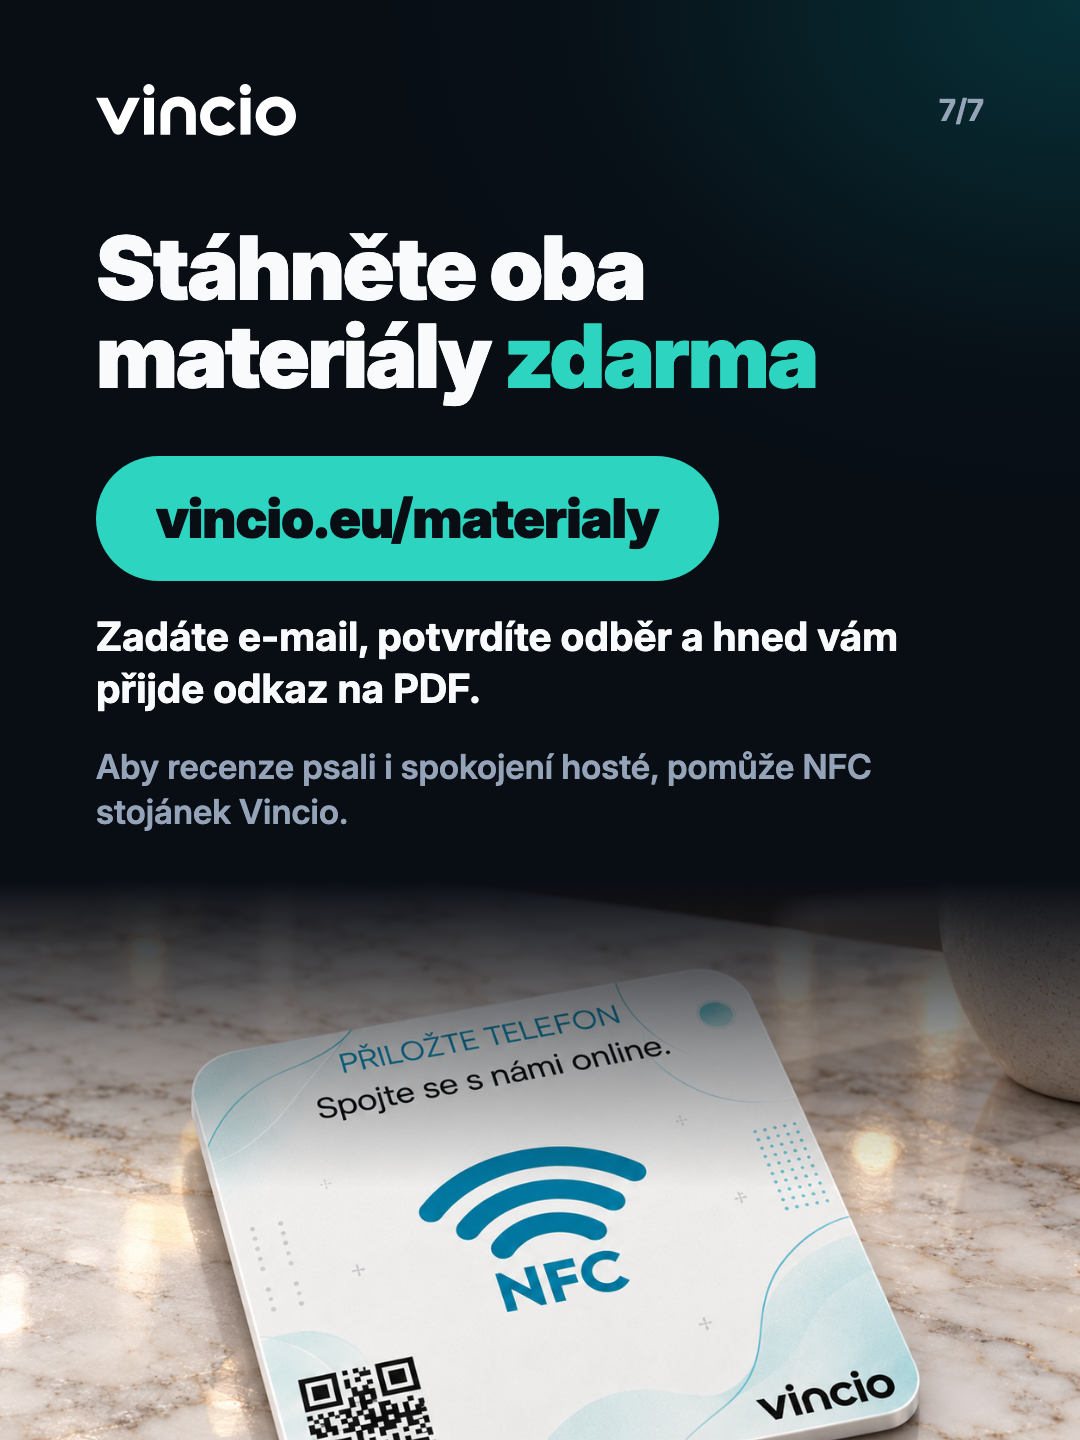 vincio
7/7
Stáhněte oba
materiály zdarma
vincio.eu/materialy
Zadáte e-mail, potvrdíte odběr a hned vám
přijde odkaz na PDF.
Aby recenze psali i spokojení hosté, pomůže NFC
stojánek Vincio.
PŘILOŽTE TELEFON
Spojte se s námi online.
NFC
vincio